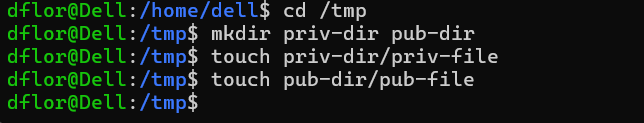 dflor@Dell:/home/dell$ cd /tmp
dflor@Dell:/tmp$ mkdir priv-dir pub-dir
dflor@Dell:/tmp$ touch priv-dir/priv-file
dflor@Dell:/tmp$ touch pub-dir/pub-file
dflor@Dell:/tmp$